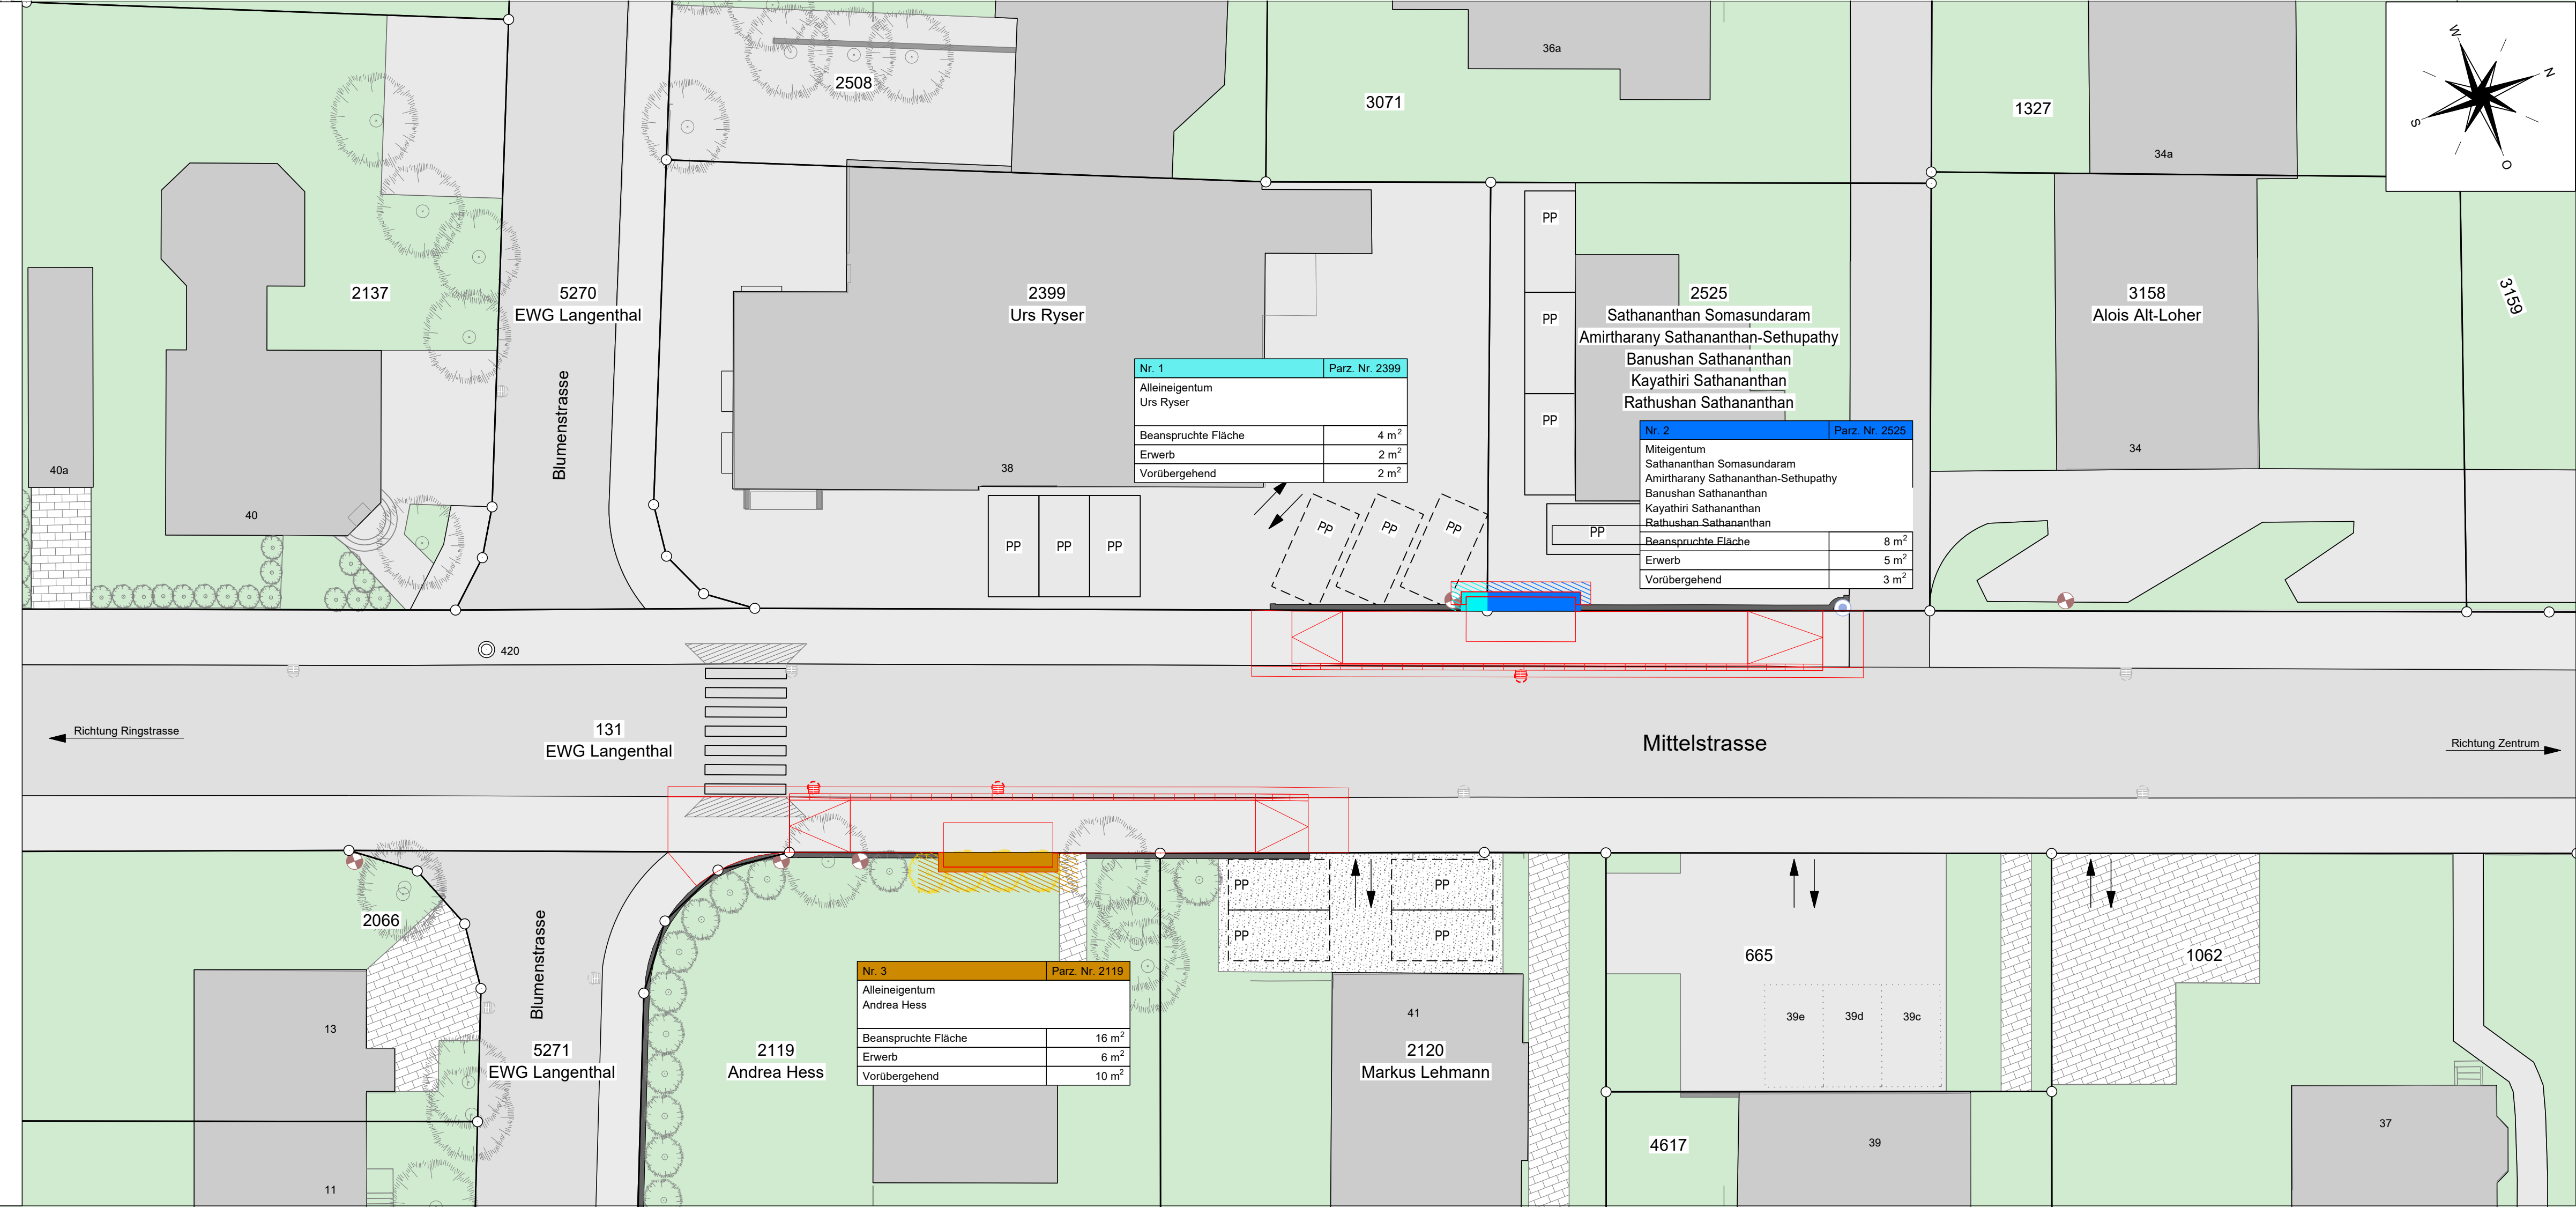 36a
2508
3071
1327
34a
W
N
S
O
PP
2137
5270
EWG Langenthal
2399
Urs Ryser
2525
Sathananthan Somasundaram
Amirtharany Sathananthan-Sethupathy
Banushan Sathananthan
Kayathiri Sathananthan
Rathushan Sathananthan
3158
Alois Alt-Loher
3159
PP
PP
Blumenstrasse
Nr. 1 Parz. Nr. 2399
Alleineigentum
Urs Ryser
Beanspruchte Fläche 4 m²
Erwerb 2 m²
Vorübergehend 2 m²
Nr. 2 Parz. Nr. 2525
Miteigentum
Sathananthan Somasundaram
Amirtharany Sathananthan-Sethupathy
Banushan Sathananthan
Kayathiri Sathananthan
Rathushan Sathananthan
Beanspruchte Fläche 8 m²
Erwerb 5 m²
Vorübergehend 3 m²
40a
40
38
34
PP PP PP
PP PP PP
PP
420
Richtung Ringstrasse
131
EWG Langenthal
Mittelstrasse
Richtung Zentrum
2066
PP PP
PP PP
Blumenstrasse
665
1062
Nr. 3 Parz. Nr. 2119
Alleineigentum
Andrea Hess
Beanspruchte Fläche 16 m²
Erwerb 6 m²
Vorübergehend 10 m²
13
5271
EWG Langenthal
2119
Andrea Hess
41
2120
Markus Lehmann
39e 39d 39c
4617
39
37
11